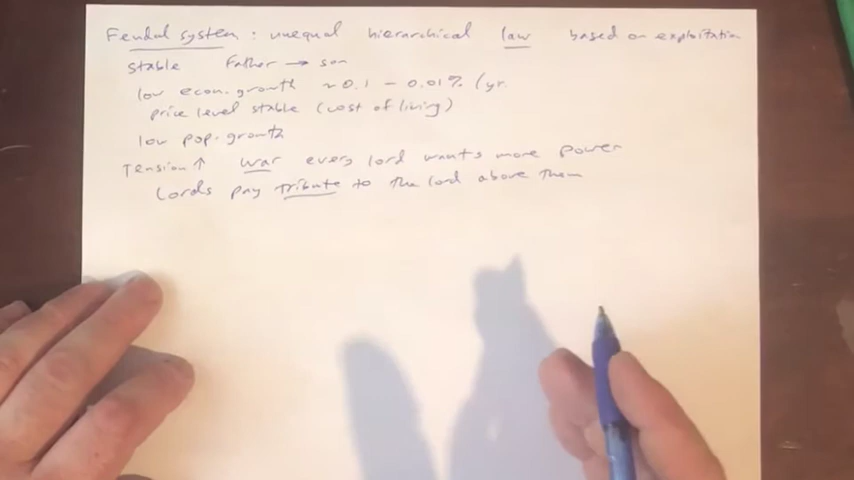 Feudal system : unequal hierarchical law based on exploitation
stable Father → son
low econ. growth ~0.1 - 0.01% /yr.
price level stable (cost of living)
low pop. growth
Tension ↑ war every lord wants more power
Lords pay tribute to the lord above them